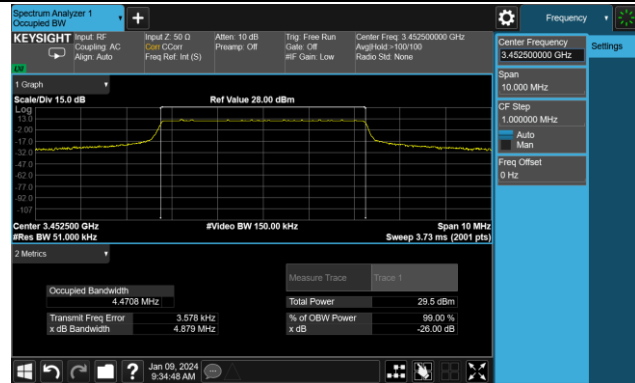 Spectrum Analyzer 1
Occupied BW
+
Frequency
KEYSIGHT
Input: RF
Coupling: AC
Align: Auto
Input Z: 50 Ω
Corr CCorr
Freq Ref: Int (S)
Atten: 10 dB
Preamp: Off
Trig: Free Run
Gate: Off
#IF Gain: Low
Center Freq: 3.452500000 GHz
Avg|Hold:>100/100
Radio Std: None
Center Frequency
3.452500000 GHz
Settings
Span
10.000 MHz
CF Step
1.000000 MHz
Auto
Man
Freq Offset
0 Hz
1 Graph
Scale/Div 15.0 dB
Ref Value 28.00 dBm
Log
13.0
-2.00
-17.0
-32.0
-47.0
-62.0
-77.0
-92.0
-107
Center 3.452500 GHz
#Video BW 150.00 kHz
Span 10 MHz
#Res BW 51.000 kHz
Sweep 3.73 ms (2001 pts)
2 Metrics
Measure Trace
Trace 1
Occupied Bandwidth
4.4708 MHz
Total Power
29.5 dBm
Transmit Freq Error
3.578 kHz
% of OBW Power
99.00 %
x dB Bandwidth
4.879 MHz
x dB
-26.00 dB
?
Jan 09, 2024
9:34:48 AM